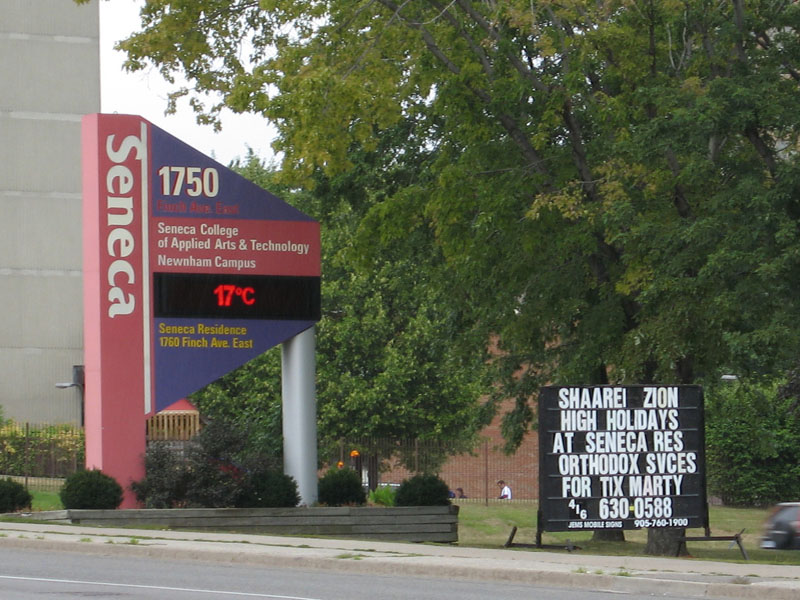 Seneca
1750
Finch Ave. East
Seneca College
of Applied Arts & Technology
Newnham Campus
17°C
Seneca Residence
1760 Finch Ave. East
SHAAREI ZION
HIGH HOLIDAYS
AT SENECA RES
ORTHODOX SVCES
FOR TIX MARTY
416 630-0588
JEMS MOBILE SIGNS 905-760-1900